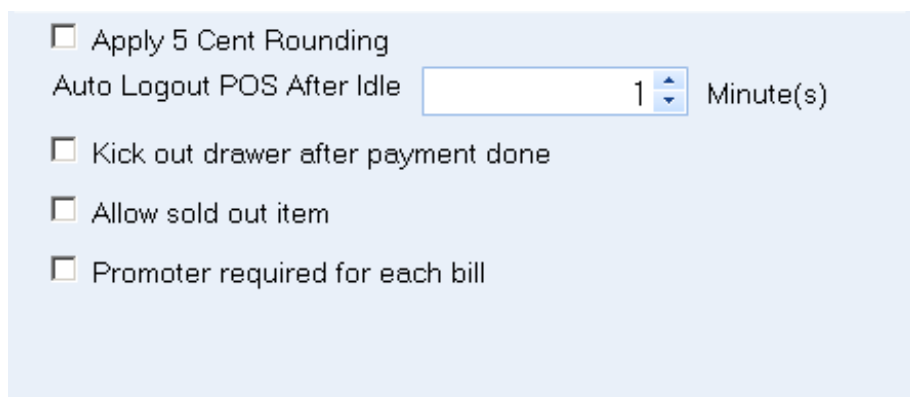 Apply 5 Cent Rounding
Auto Logout POS After Idle 1 Minute(s)
Kick out drawer after payment done
Allow sold out item
Promoter required for each bill